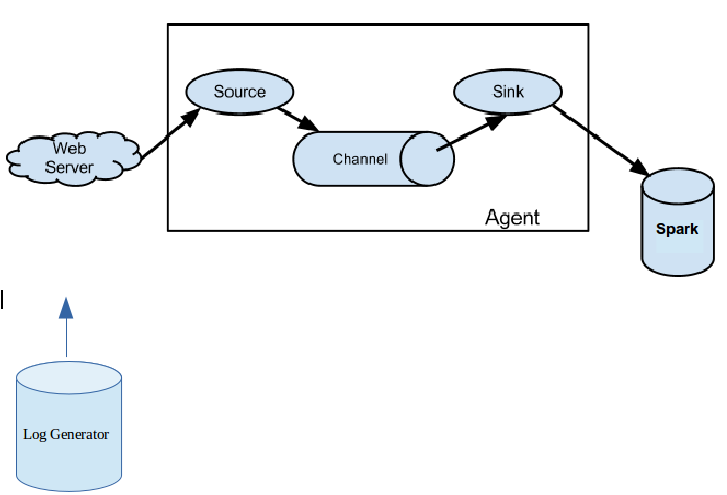 Source
Sink
Web
Server
Channel
Agent
Spark
Log Generator